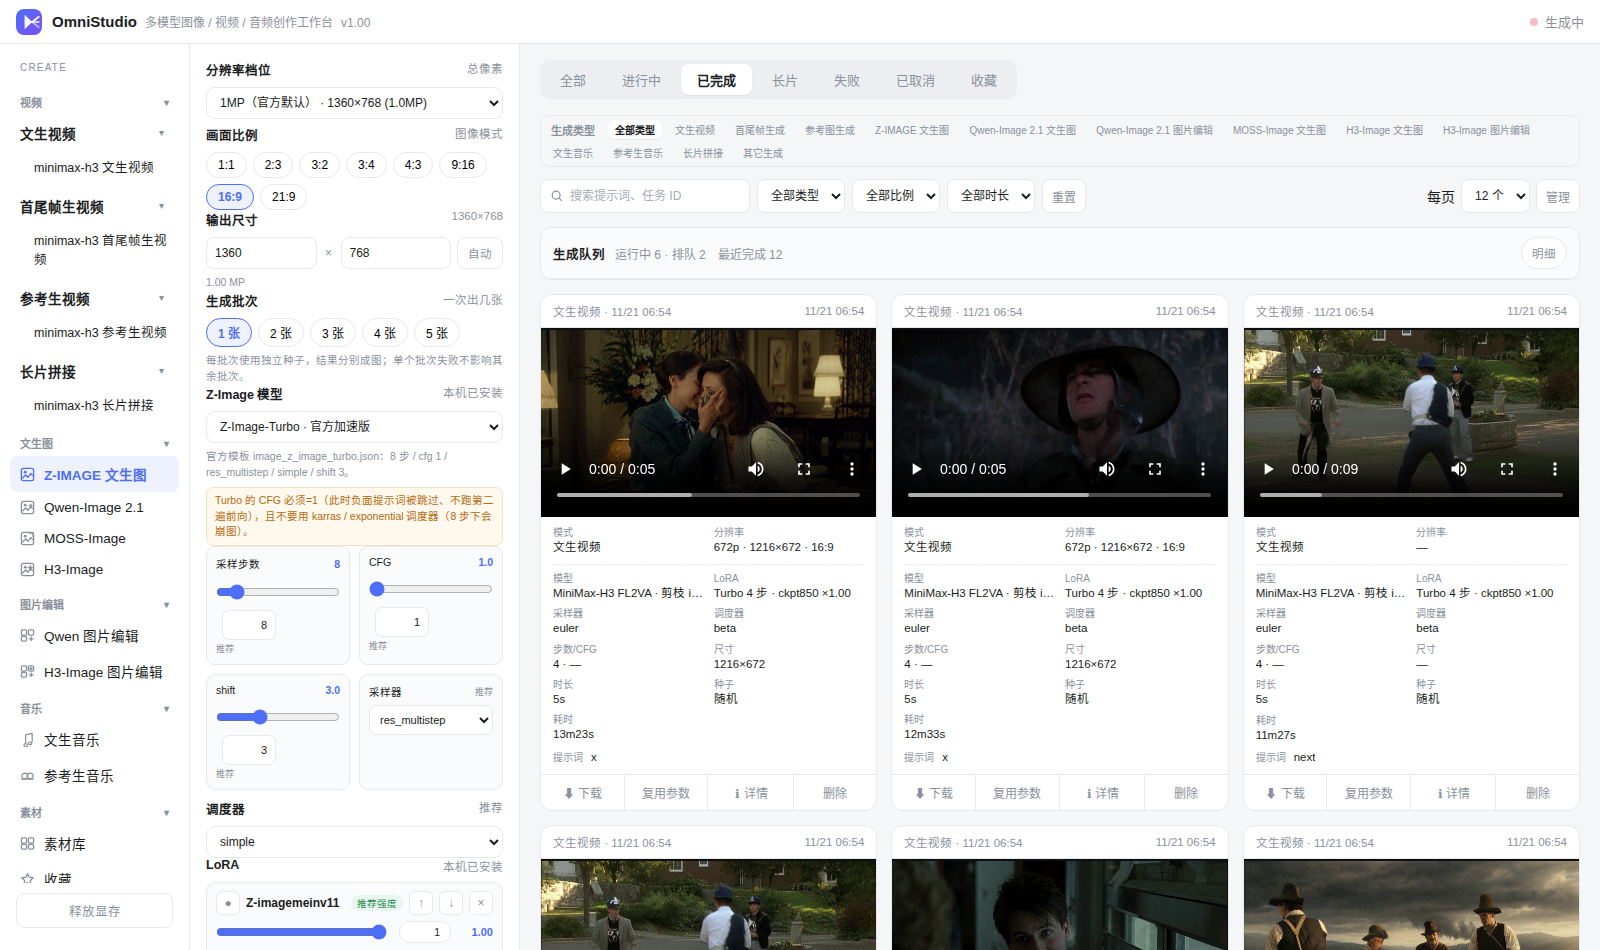 OmniStudio 多模型图像 / 视频 / 音频创作工作台 v1.00
生成中
CREATE
视频
文生视频
minimax-h3 文生视频
首尾帧生视频
minimax-h3 首尾帧生视
频
参考生视频
minimax-h3 参考生视频
长片拼接
minimax-h3 长片拼接
文生图
Z-IMAGE 文生图
Qwen-Image 2.1
MOSS-Image
H3-Image
图片编辑
Qwen 图片编辑
H3-Image 图片编辑
音乐
文生音乐
参考生音乐
素材
素材库
收藏
释放显存
分辨率档位 总像素
1MP（官方默认） · 1360×768 (1.0MP)
画面比例 图像模式
1:1 2:3 3:2 3:4 4:3 9:16
16:9 21:9
输出尺寸 1360×768
1360 × 768 自动
1.00 MP
生成批次 一次出几张
1 张 2 张 3 张 4 张 5 张
每批次使用独立种子，结果分别成图；单个批次失败不影响其
余批次。
Z-Image 模型 本机已安装
Z-Image-Turbo · 官方加速版
官方模板 image_z_image_turbo.json：8 步 / cfg 1 /
res_multistep / simple / shift 3。
Turbo 的 CFG 必须=1（此时负面提示词被跳过、不跑第二
遍前向），且不要用 karras / exponential 调度器（8 步下会
崩图）。
采样步数 8
8
推荐
CFG 1.0
1
推荐
shift 3.0
3
推荐
采样器 推荐
res_multistep
调度器 推荐
simple
LoRA 本机已安装
● Z-imagemeinv11 推荐强度 ↑ ↓ ×
1 1.00
全部 进行中 已完成 长片 失败 已取消 收藏
生成类型 全部类型 文生视频 首尾帧生成 参考图生成 Z-IMAGE 文生图 Qwen-Image 2.1 文生图 Qwen-Image 2.1 图片编辑 MOSS-Image 文生图 H3-Image 文生图 H3-Image 图片编辑
文生音乐 参考生音乐 长片拼接 其它生成
搜索提示词、任务 ID 全部类型 全部比例 全部时长 重置 每页 12 个 管理
生成队列 运行中 6 · 排队 2 最近完成 12 明细
文生视频 · 11/21 06:54 11/21 06:54
0:00 / 0:05
模式 分辨率
文生视频 672p · 1216×672 · 16:9
模型 LoRA
MiniMax-H3 FL2VA · 剪枝 i… Turbo 4 步 · ckpt850 ×1.00
采样器 调度器
euler beta
步数/CFG 尺寸
4 · — 1216×672
时长 种子
5s 随机
耗时
13m23s
提示词 x
⬇ 下载 复用参数 ℹ 详情 删除
文生视频 · 11/21 06:54 11/21 06:54
0:00 / 0:05
模式 分辨率
文生视频 672p · 1216×672 · 16:9
模型 LoRA
MiniMax-H3 FL2VA · 剪枝 i… Turbo 4 步 · ckpt850 ×1.00
采样器 调度器
euler beta
步数/CFG 尺寸
4 · — 1216×672
时长 种子
5s 随机
耗时
12m33s
提示词 x
⬇ 下载 复用参数 ℹ 详情 删除
文生视频 · 11/21 06:54 11/21 06:54
0:00 / 0:09
模式 分辨率
文生视频 —
模型 LoRA
MiniMax-H3 FL2VA · 剪枝 i… Turbo 4 步 · ckpt850 ×1.00
采样器 调度器
euler beta
步数/CFG 尺寸
4 · — —
时长 种子
5s 随机
耗时
11m27s
提示词 next
⬇ 下载 复用参数 ℹ 详情 删除
文生视频 · 11/21 06:54 11/21 06:54
文生视频 · 11/21 06:54 11/21 06:54
文生视频 · 11/21 06:54 11/21 06:54